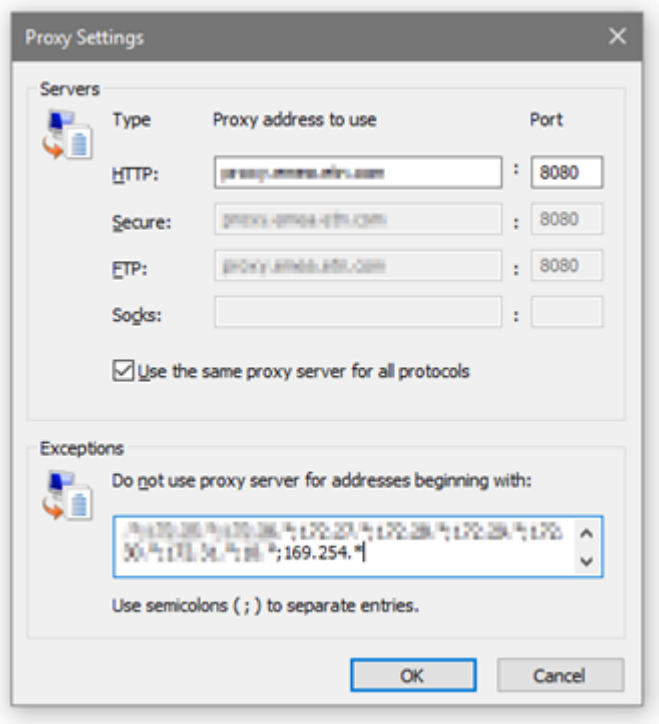 Proxy Settings
Servers
Type Proxy address to use Port
HTTP: : 8080
Secure: : 8080
FTP: : 8080
Socks: :
Use the same proxy server for all protocols
Exceptions
Do not use proxy server for addresses beginning with:
;169.254.*
Use semicolons ( ; ) to separate entries.
OK Cancel